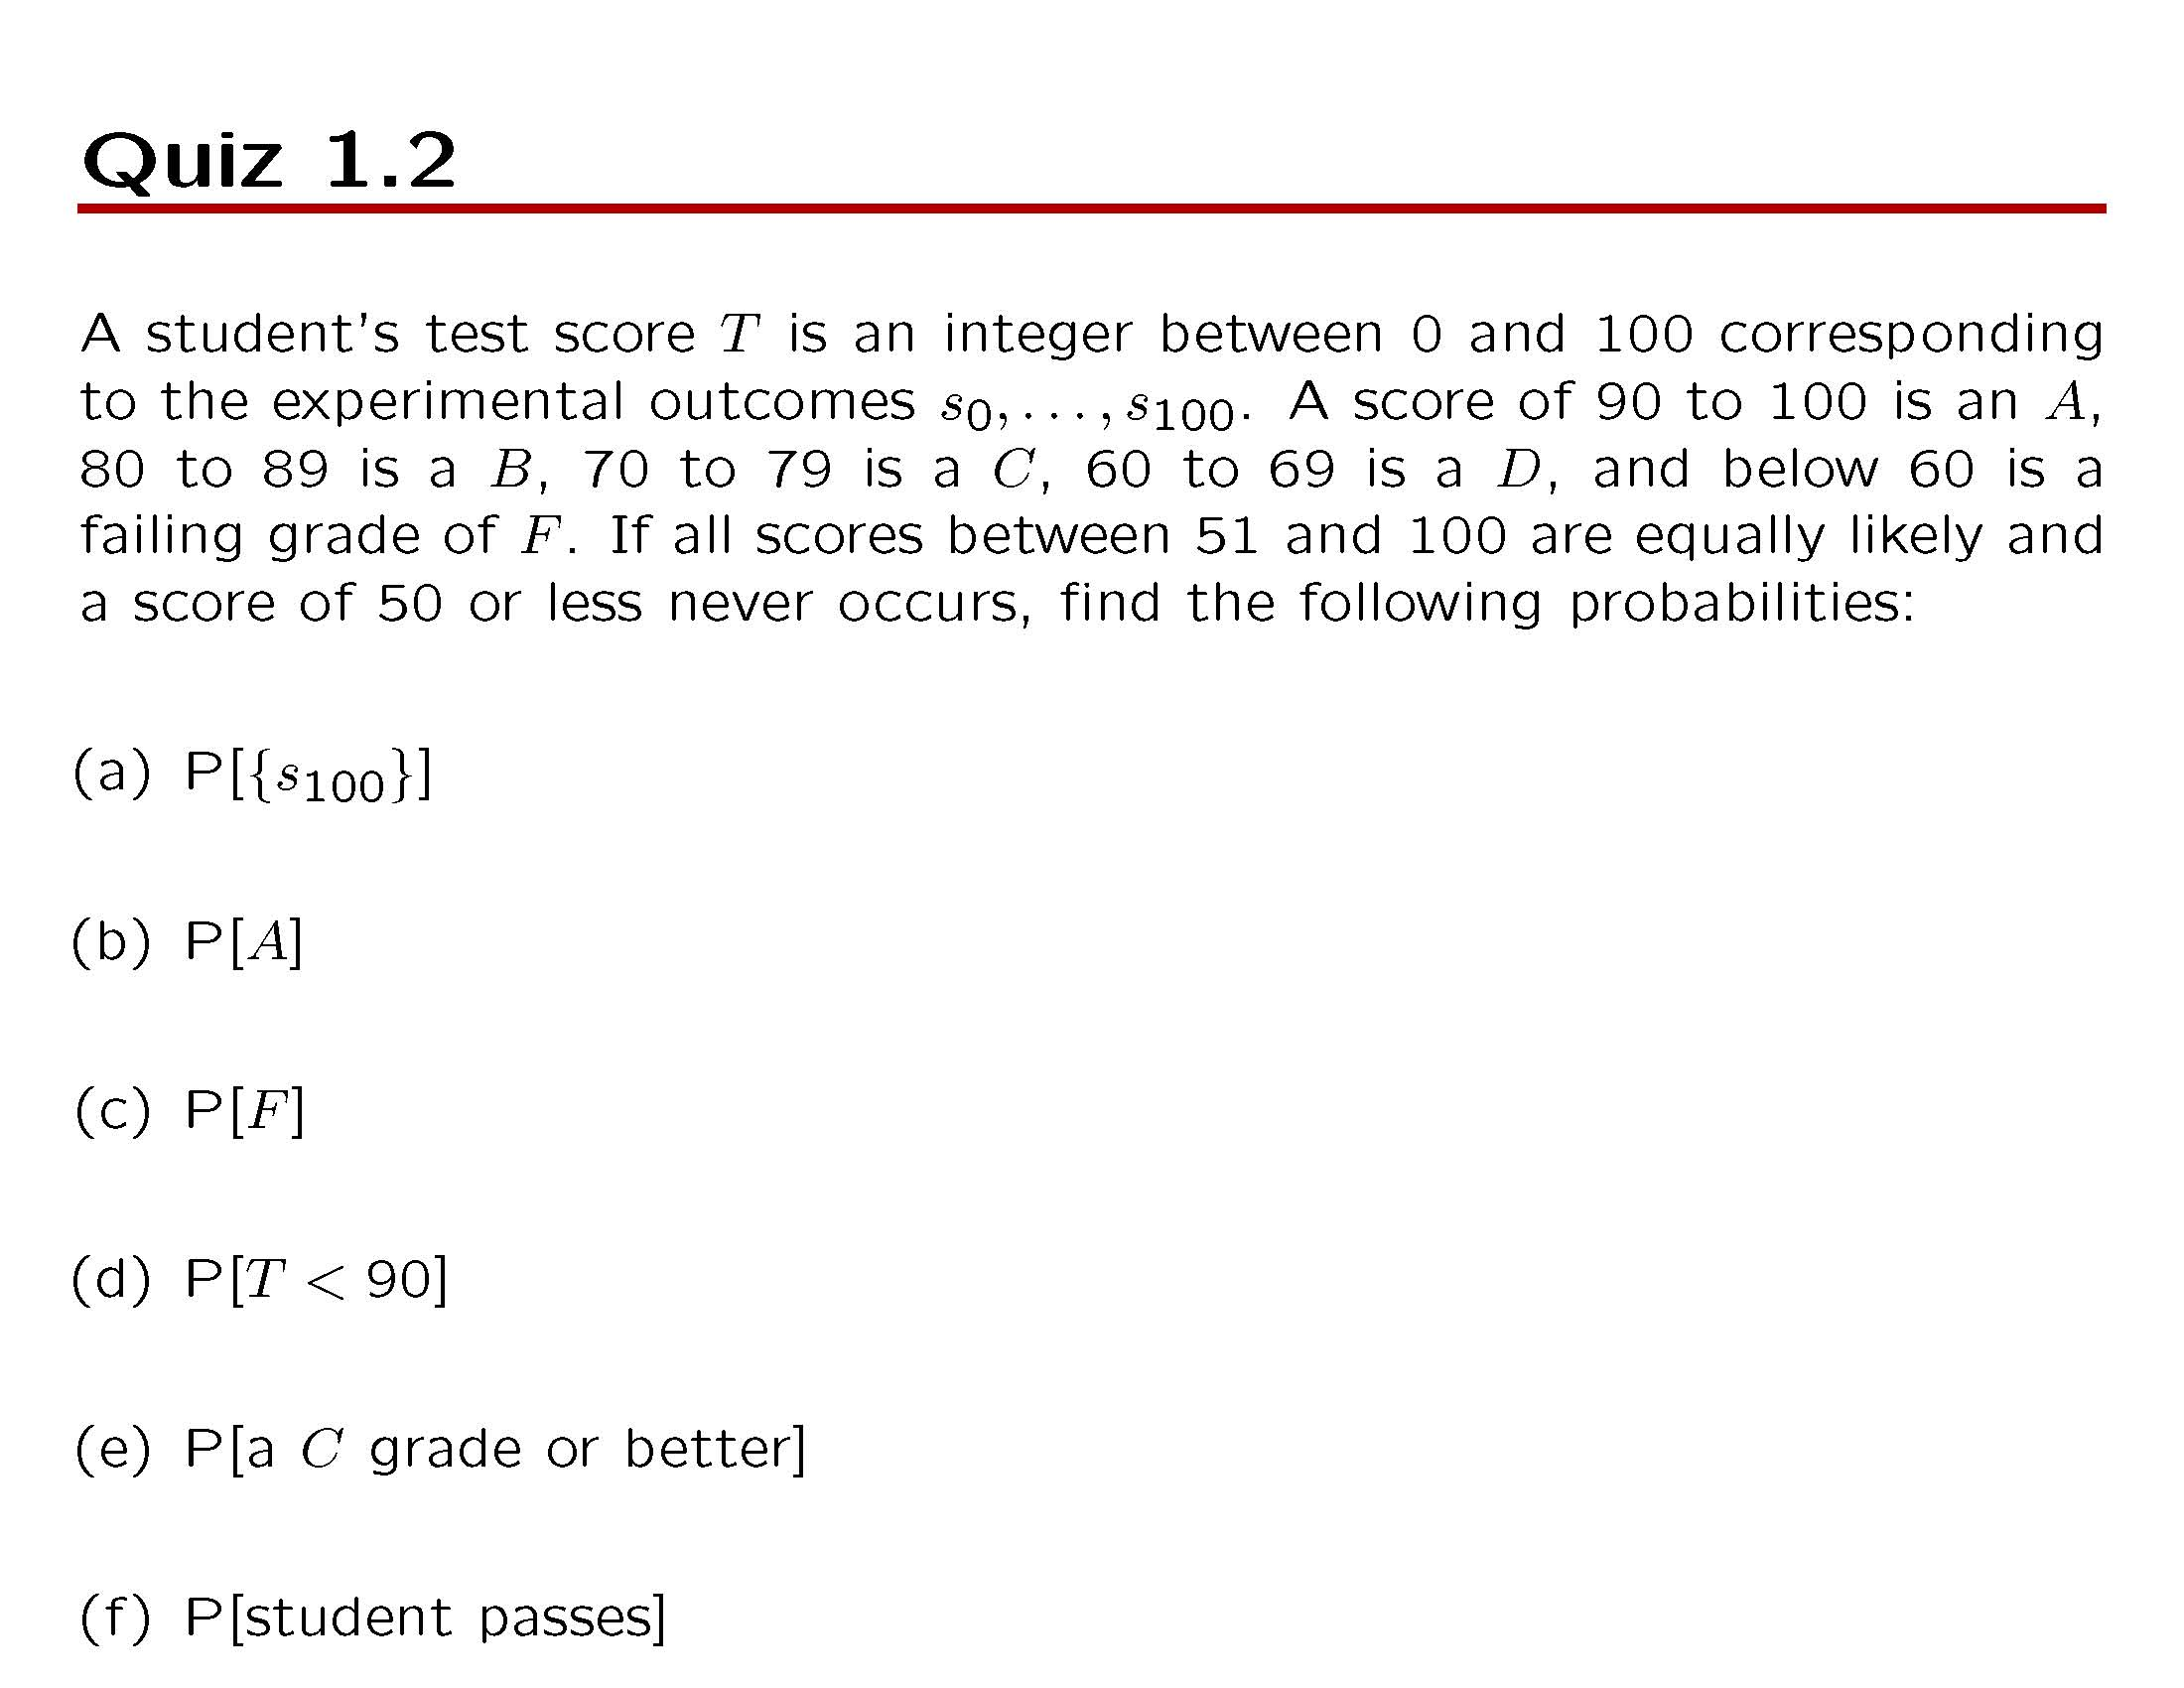 Quiz 1.2
A student's test score T is an integer between 0 and 100 corresponding
to the experimental outcomes s₀, . . . , s₁₀₀. A score of 90 to 100 is an A,
80 to 89 is a B, 70 to 79 is a C, 60 to 69 is a D, and below 60 is a
failing grade of F. If all scores between 51 and 100 are equally likely and
a score of 50 or less never occurs, find the following probabilities:
(a) P[{s₁₀₀}]
(b) P[A]
(c) P[F]
(d) P[T < 90]
(e) P[a C grade or better]
(f) P[student passes]